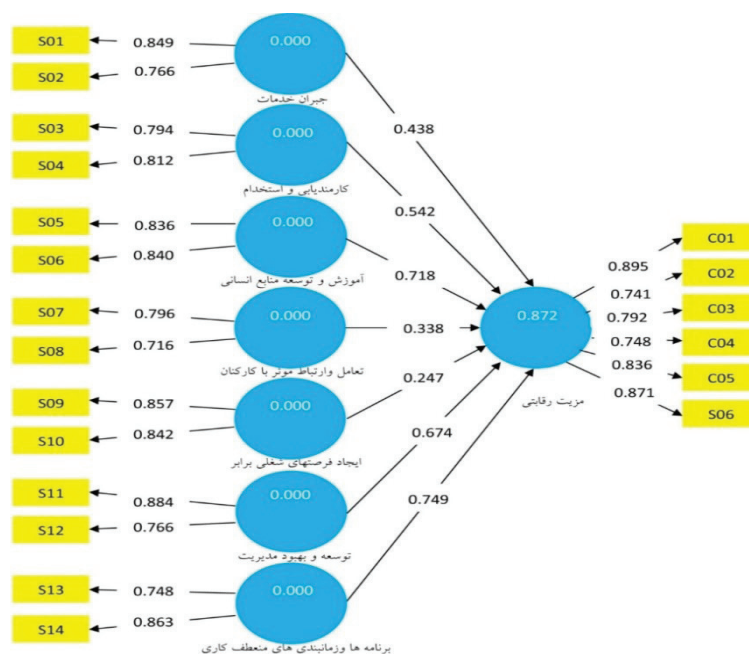 S01
0.849
0.000
S02
0.766
جبران خدمات
0.438
S03
0.794
0.000
S04
0.812
کارمندیابی و استخدام
0.542
S05
0.836
0.000
S06
0.840
آموزش و توسعه منابع انسانی
0.718
S07
0.796
0.000
S08
0.716
تعامل وارتباط موثر با کارکنان
0.338
S09
0.857
0.000
S10
0.842
ایجاد فرصتهای شغلی برابر
0.247
S11
0.884
0.000
S12
0.766
توسعه و بهبود مدیریت
0.674
S13
0.748
0.000
S14
0.863
برنامه ها وزمانبندی های منعطف کاری
0.749
0.872
مزیت رقابتی
0.895
C01
0.741
C02
0.792
C03
0.748
C04
0.836
C05
0.871
S06